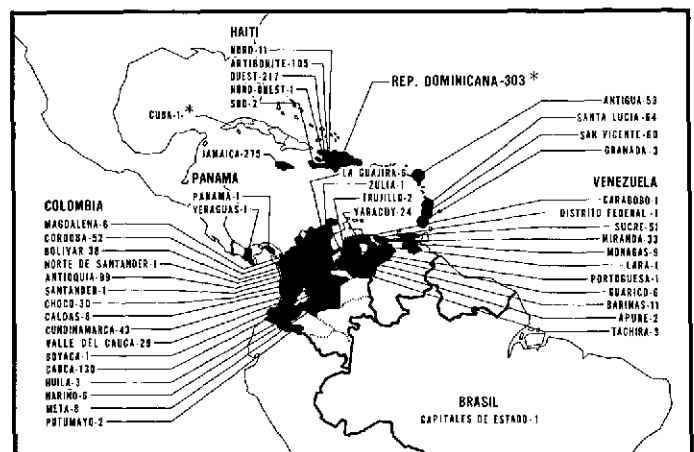 HAITI
NORD-11
ARTIBONITE-105
OUEST-217
NORD-OUEST-1
SUD-2
REP. DOMINICANA-303 *
CUBA-1 *
JAMAICA-275
ANTIGUA-53
SANTA LUCIA-64
SAN VICENTE-60
GRANADA-3
PANAMA
PANAMA-1
VERAGUAS-1
LA GUAJIRA-6
ZULIA-1
TRUJILLO-2
YARACUY-24
VENEZUELA
CARABOBO-1
DISTRITO FEDERAL-1
SUCRE-51
MIRANDA-33
MONAGAS-9
LARA-1
PORTUGUESA-1
GUARICO-6
BARINAS-11
APURE-2
TACHIRA-3
COLOMBIA
MAGDALENA-6
CORDOBA-52
BOLIVAR 38
NORTE DE SANTANDER-1
ANTIOQUIA-99
SANTANDER-1
CHOCO-30
CALDAS-8
CUNDINAMARCA-43
VALLE DEL CAUCA-29
BOYACA-1
CAUCA-130
HUILA-3
NARIÑO-6
META-8
PUTUMAYO-2
BRASIL
CAPITALES DE ESTADO-1